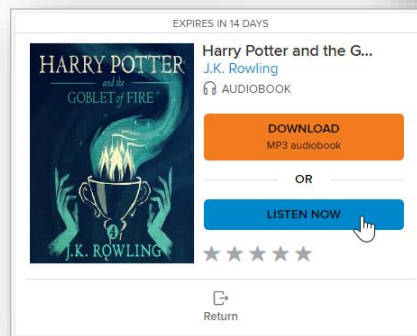 EXPIRES IN 14 DAYS
HARRY POTTER
and the
GOBLET of FIRE
4
J.K. ROWLING
Harry Potter and the G...
J.K. Rowling
AUDIOBOOK
DOWNLOAD
MP3 audiobook
OR
LISTEN NOW
Return